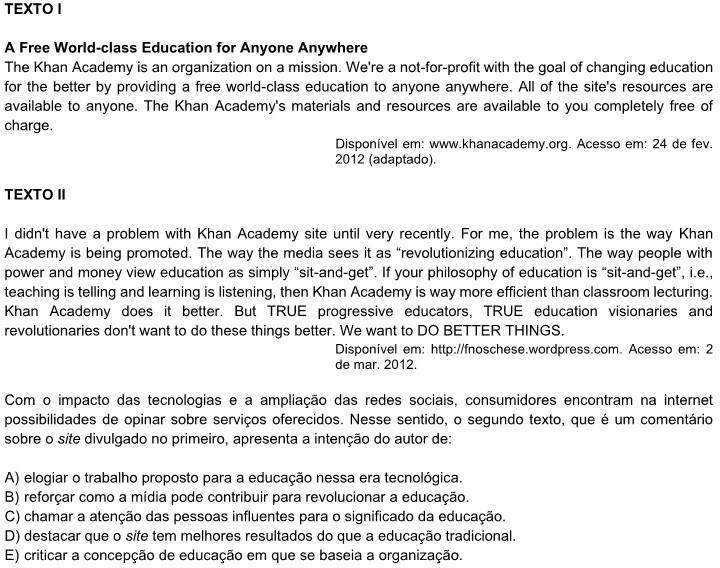 TEXTO I
A Free World-class Education for Anyone Anywhere
The Khan Academy is an organization on a mission. We're a not-for-profit with the goal of changing education
for the better by providing a free world-class education to anyone anywhere. All of the site's resources are
available to anyone. The Khan Academy's materials and resources are available to you completely free of
charge.
Disponível em: www.khanacademy.org. Acesso em: 24 de fev.
2012 (adaptado).
TEXTO II
I didn't have a problem with Khan Academy site until very recently. For me, the problem is the way Khan
Academy is being promoted. The way the media sees it as “revolutionizing education”. The way people with
power and money view education as simply “sit-and-get”. If your philosophy of education is “sit-and-get”, i.e.,
teaching is telling and learning is listening, then Khan Academy is way more efficient than classroom lecturing.
Khan Academy does it better. But TRUE progressive educators, TRUE education visionaries and
revolutionaries don't want to do these things better. We want to DO BETTER THINGS.
Disponível em: http://fnoschese.wordpress.com. Acesso em: 2
de mar. 2012.
Com o impacto das tecnologias e a ampliação das redes sociais, consumidores encontram na internet
possibilidades de opinar sobre serviços oferecidos. Nesse sentido, o segundo texto, que é um comentário
sobre o site divulgado no primeiro, apresenta a intenção do autor de:
A) elogiar o trabalho proposto para a educação nessa era tecnológica.
B) reforçar como a mídia pode contribuir para revolucionar a educação.
C) chamar a atenção das pessoas influentes para o significado da educação.
D) destacar que o site tem melhores resultados do que a educação tradicional.
E) criticar a concepção de educação em que se baseia a organização.